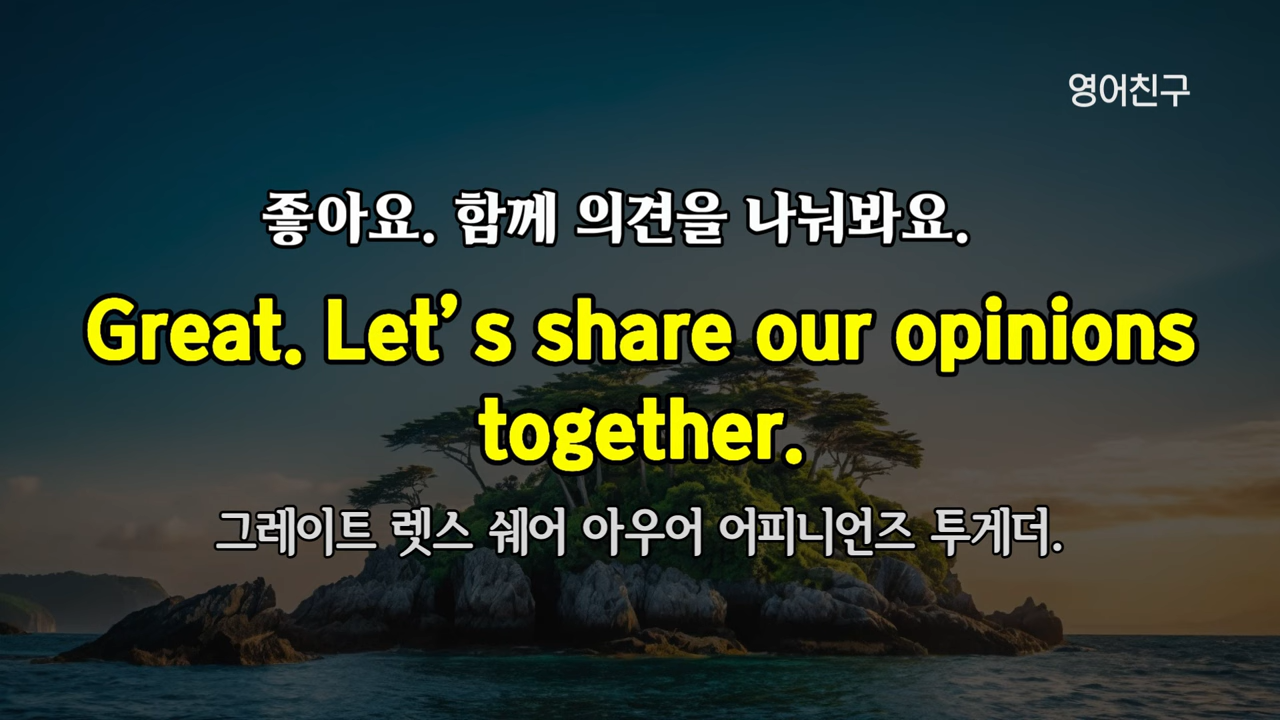 영어친구
좋아요. 함께 의견을 나눠봐요.
Great. Let’s share our opinions
together.
그레이트 렛스 쉐어 아우어 어피니언즈 투게더.